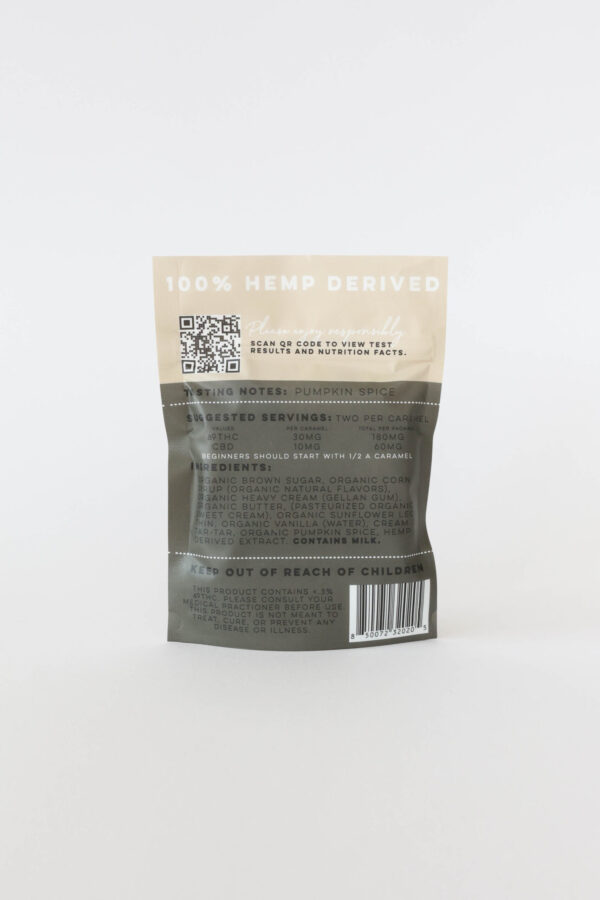 100% HEMP DERIVED
Please enjoy responsibly.
SCAN QR CODE TO VIEW TEST
RESULTS AND NUTRITION FACTS.
TASTING NOTES: PUMPKIN SPICE
SUGGESTED SERVINGS: TWO PER CARAMEL
VALUES PER CARAMEL TOTAL PER PACKAGE
Δ9THC 30MG 180MG
CBD 10MG 60MG
BEGINNERS SHOULD START WITH 1/2 A CARAMEL
INGREDIENTS:
ORGANIC BROWN SUGAR, ORGANIC CORN
SYRUP (ORGANIC NATURAL FLAVORS),
ORGANIC HEAVY CREAM (GELLAN GUM),
ORGANIC BUTTER, (PASTEURIZED ORGANIC
SWEET CREAM), ORGANIC SUNFLOWER LECI
THIN, ORGANIC VANILLA (WATER), CREAM
TAR-TAR, ORGANIC PUMPKIN SPICE, HEMP
DERIVED EXTRACT. CONTAINS MILK.
KEEP OUT OF REACH OF CHILDREN
THIS PRODUCT CONTAINS <.3%
Δ9THC. PLEASE CONSULT YOUR
MEDICAL PRACTIONER BEFORE USE.
THIS PRODUCT IS NOT MEANT TO
TREAT, CURE, OR PREVENT ANY
DISEASE OR ILLNESS.
8 50072 32020 5